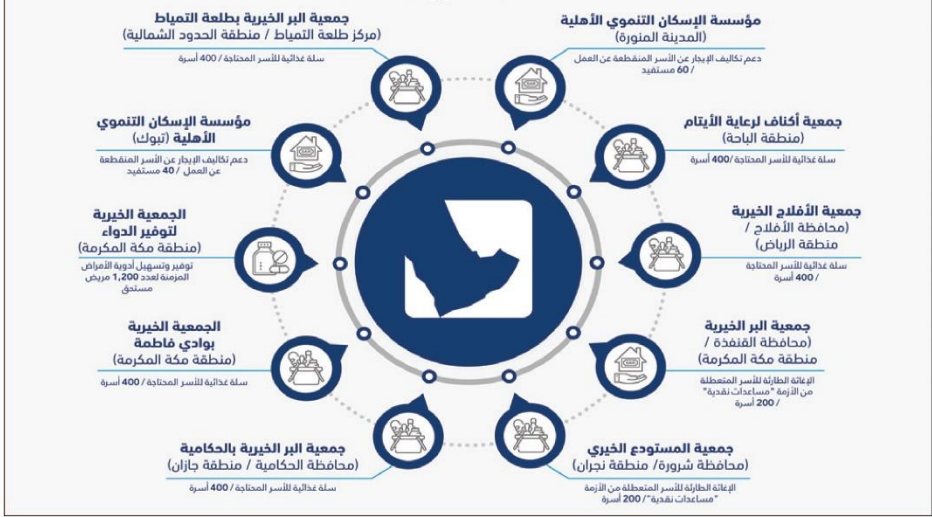 مؤسسة الإسكان التنموي الأهلية
(المدينة المنورة)
دعم تكاليف الإيجار عن الأسر المنقطعة عن العمل
/ 60 مستفيد
جمعية أكناف لرعاية الأيتام
(منطقة الباحة)
سلة غذائية للأسر المحتاجة /400 أسرة
جمعية الأفلاج الخيرية
(محافظة الأفلاج /
منطقة الرياض)
سلة غذائية للأسر المحتاجة
/ 400 أسرة
جمعية البر الخيرية
(محافظة القنفذة /
منطقة مكة المكرمة)
الإغاثة الطارئة للأسر المتعطلة
من الأزمة "مساعدات نقدية"
/ 200 أسرة
جمعية المستودع الخيري
(محافظة شرورة/ منطقة نجران)
الإغاثة الطارئة للأسر المتعطلة من الأزمة
"مساعدات نقدية"/ 200 أسرة
جمعية البر الخيرية بطلعة التمياط
(مركز طلعة التمياط / منطقة الحدود الشمالية)
سلة غذائية للأسر المحتاجة / 400 أسرة
مؤسسة الإسكان التنموي
الأهلية (تبوك)
دعم تكاليف الإيجار عن الأسر المنقطعة
عن العمل / 40 مستفيد
الجمعية الخيرية
لتوفير الدواء
(منطقة مكة المكرمة)
توفير وتسهيل أدوية الأمراض
المزمنة لعدد 1,200 مريض
مستحق
الجمعية الخيرية
بوادي فاطمة
(منطقة مكة المكرمة)
سلة غذائية للأسر المحتاجة / 400 أسرة
جمعية البر الخيرية بالحكامية
(محافظة الحكامية / منطقة جازان)
سلة غذائية للأسر المحتاجة / 400 أسرة